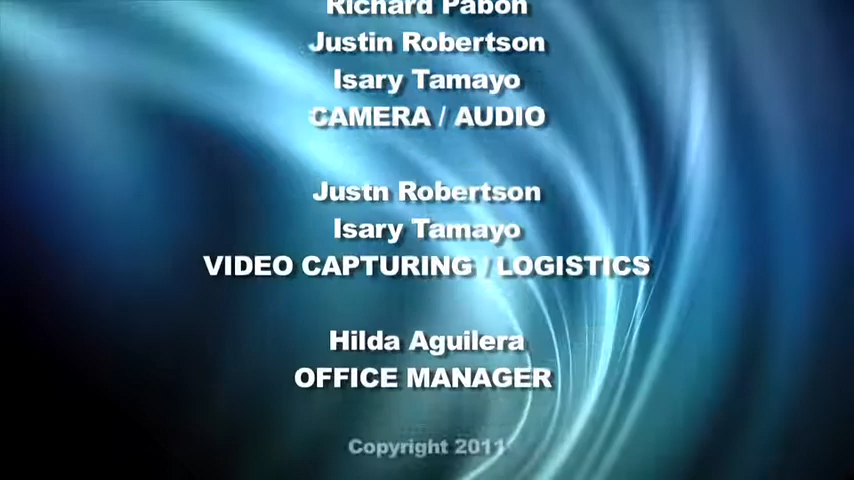 Richard Pabon
Justin Robertson
Isary Tamayo
CAMERA / AUDIO
Justn Robertson
Isary Tamayo
VIDEO CAPTURING / LOGISTICS
Hilda Aguilera
OFFICE MANAGER
Copyright 2011